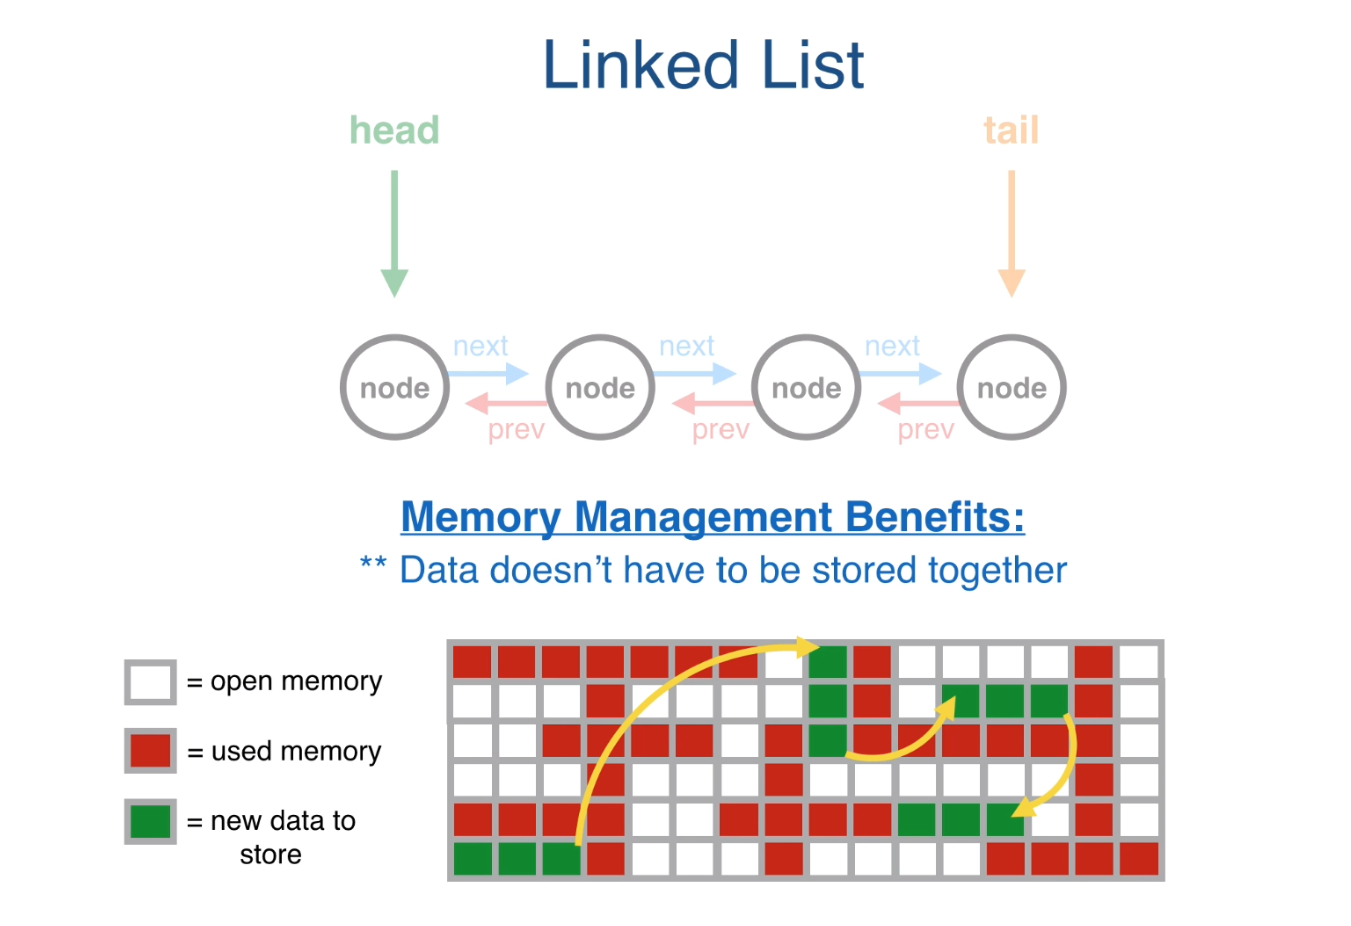 Linked List
head
tail
next
next
next
node
node
node
node
prev
prev
prev
Memory Management Benefits:
** Data doesn’t have to be stored together
= open memory
= used memory
= new data to
store